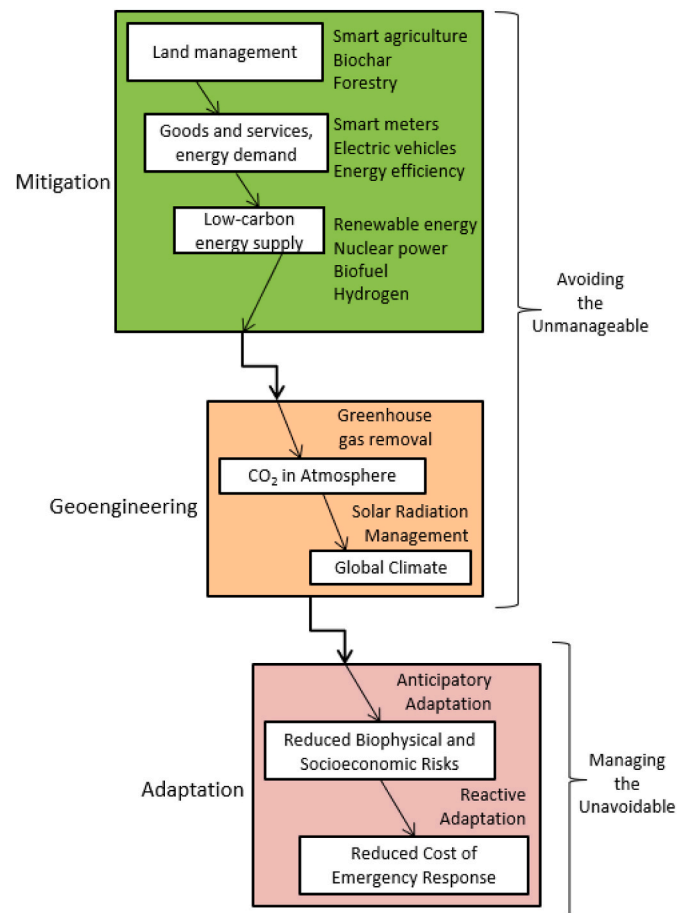 Land management
Smart agriculture
Biochar
Forestry
Goods and services,
energy demand
Smart meters
Electric vehicles
Energy efficiency
Mitigation
Low-carbon
energy supply
Renewable energy
Nuclear power
Biofuel
Hydrogen
Avoiding
the
Unmanageable
Greenhouse
gas removal
CO₂ in Atmosphere
Geoengineering
Solar Radiation
Management
Global Climate
Anticipatory
Adaptation
Reduced Biophysical and
Socioeconomic Risks
Managing
the
Unavoidable
Adaptation
Reactive
Adaptation
Reduced Cost of
Emergency Response